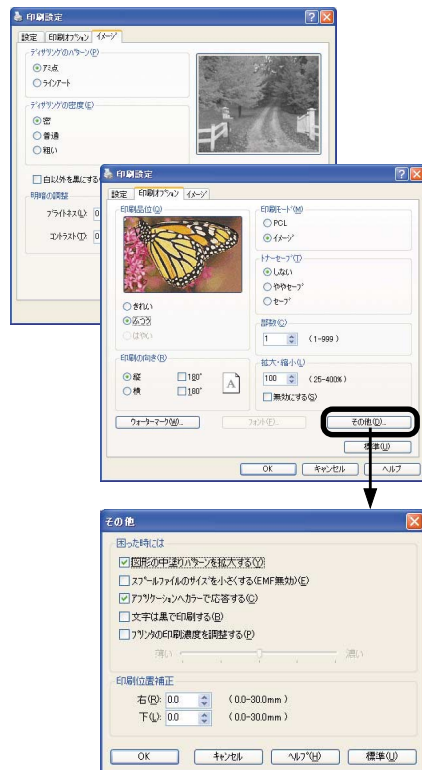 印刷設定
設定 印刷オプション イメージ
ディザリングのパターン(P)
アミ点
ラインアート
ディザリングの密度(E)
密
普通
粗い
白以外を黒にする
明暗の調整
ブライトネス(L): 0
コントラスト(T): 0
印刷設定
設定 印刷オプション イメージ
印刷品位(Q)
きれい
ふつう
はやい
印刷の向き(R)
縦 180°
横 180°
A
印刷モード(M)
PCL
イメージ
トナーセーブ(T)
しない
ややセーブ
セーブ
部数(C)
1 (1-999)
拡大・縮小(L)
100 (25-400%)
無効にする(S)
ウォーターマーク(W)... フォント(F)... その他(D)...
標準(U)
OK キャンセル ヘルプ
その他
困った時には
図形の中塗りパターンを拡大する(Y)
スプールファイルのサイズを小さくする(EMF無効)(E)
アプリケーションへカラーで応答する(C)
文字は黒で印刷する(B)
プリンタの印刷濃度を調整する(P)
薄い 濃い
印刷位置補正
右(R): 0.0 (0.0-30.0mm)
下(L): 0.0 (0.0-30.0mm)
OK キャンセル ヘルプ(H) 標準(U)